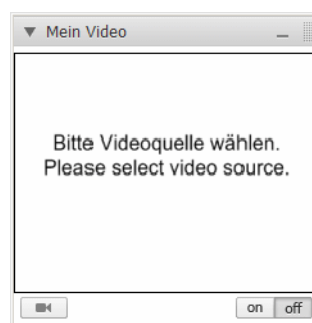 Mein Video
Bitte Videoquelle wählen.
Please select video source.
on off